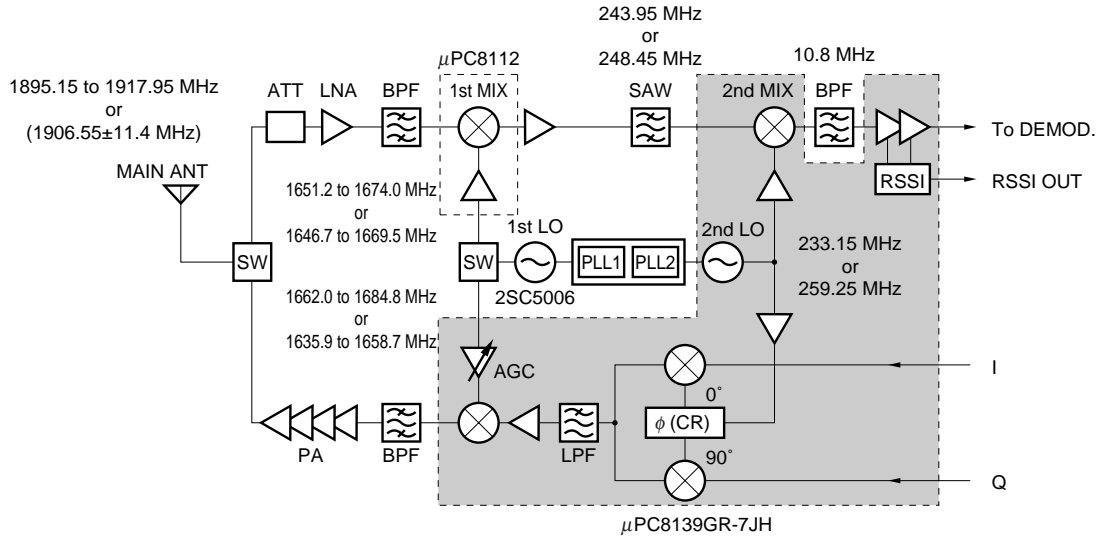 243.95 MHz
or
248.45 MHz
µPC8112
10.8 MHz
1895.15 to 1917.95 MHz
or
(1906.55±11.4 MHz)
ATT
LNA
BPF
1st MIX
SAW
2nd MIX
BPF
To DEMOD.
MAIN ANT
RSSI
RSSI OUT
1651.2 to 1674.0 MHz
or
1646.7 to 1669.5 MHz
1st LO
2nd LO
SW
SW
PLL1
PLL2
233.15 MHz
or
259.25 MHz
2SC5006
1662.0 to 1684.8 MHz
or
1635.9 to 1658.7 MHz
AGC
I
0°
φ (CR)
PA
BPF
LPF
90°
Q
µPC8139GR-7JH